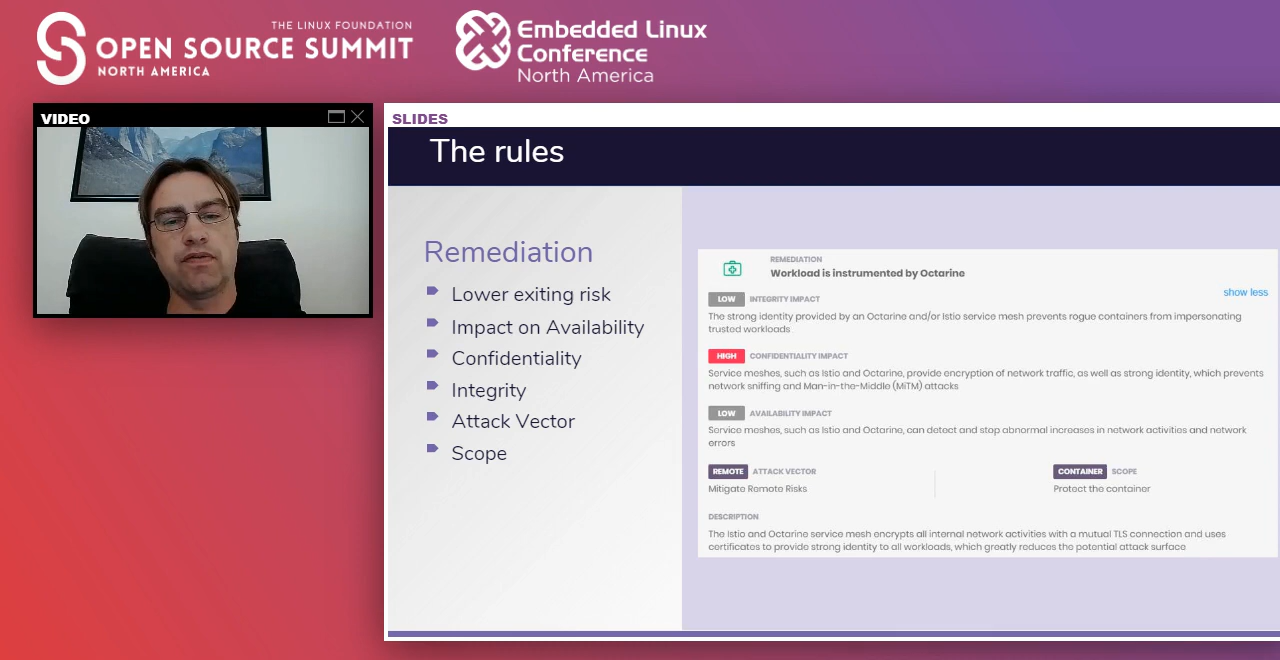 THE LINUX FOUNDATION
OPEN SOURCE SUMMIT
NORTH AMERICA
Embedded Linux
Conference
North America
VIDEO
SLIDES
The rules
Remediation
Lower exiting risk
Impact on Availability
Confidentiality
Integrity
Attack Vector
Scope
REMEDIATION
Workload is instrumented by Octarine
show less
LOW INTEGRITY IMPACT
The strong identity provided by an Octarine and/or Istio service mesh prevents rogue containers from impersonating
trusted workloads
HIGH CONFIDENTIALITY IMPACT
Service meshes, such as Istio and Octarine, provide encryption of network traffic, as well as strong identity, which prevents
network sniffing and Man-in-the-Middle (MiTM) attacks
LOW AVAILABILITY IMPACT
Service meshes, such as Istio and Octarine, can detect and stop abnormal increases in network activities and network
errors
REMOTE ATTACK VECTOR
Mitigate Remote Risks
CONTAINER SCOPE
Protect the container
DESCRIPTION
The Istio and Octarine service mesh encrypts all internal network activities with a mutual TLS connection and uses
certificates to provide strong identity to all workloads, which greatly reduces the potential attack surface